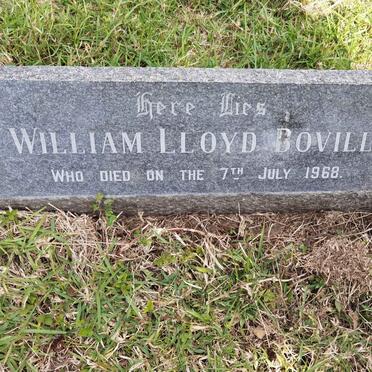 Here Lies
WILLIAM LLOYD BOVILL
WHO DIED ON THE 7TH JULY 1968.